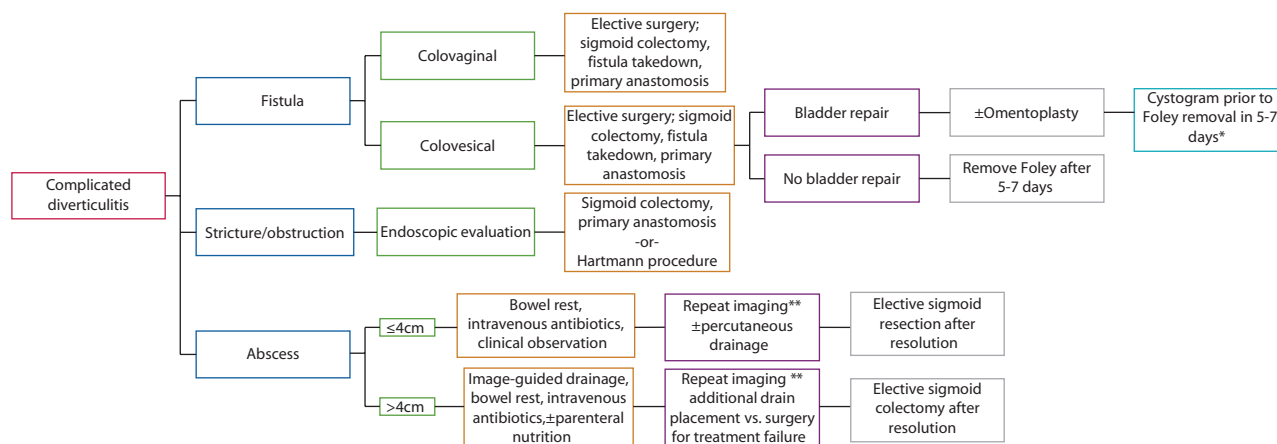 Complicated
diverticulitis
Fistula
Colovaginal
Elective surgery;
sigmoid colectomy,
fistula takedown,
primary anastomosis
Colovesical
Elective surgery; sigmoid
colectomy, fistula
takedown, primary
anastomosis
Bladder repair
±Omentoplasty
Cystogram prior to
Foley removal in 5-7
days*
No bladder repair
Remove Foley after
5-7 days
Stricture/obstruction
Endoscopic evaluation
Sigmoid colectomy,
primary anastomosis
-or-
Hartmann procedure
Abscess
≤4cm
Bowel rest,
intravenous antibiotics,
clinical observation
Repeat imaging**
±percutaneous
drainage
Elective sigmoid
resection after
resolution
>4cm
Image-guided drainage,
bowel rest, intravenous
antibiotics,±parenteral
nutrition
Repeat imaging **
additional drain
placement vs. surgery
for treatment failure
Elective sigmoid
colectomy after
resolution